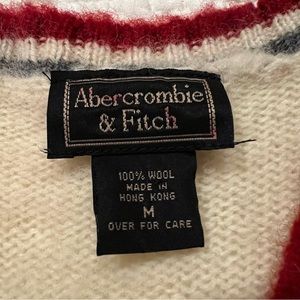 Abercrombie
& Fitch
100% WOOL
MADE IN
HONG KONG
M
OVER FOR CARE